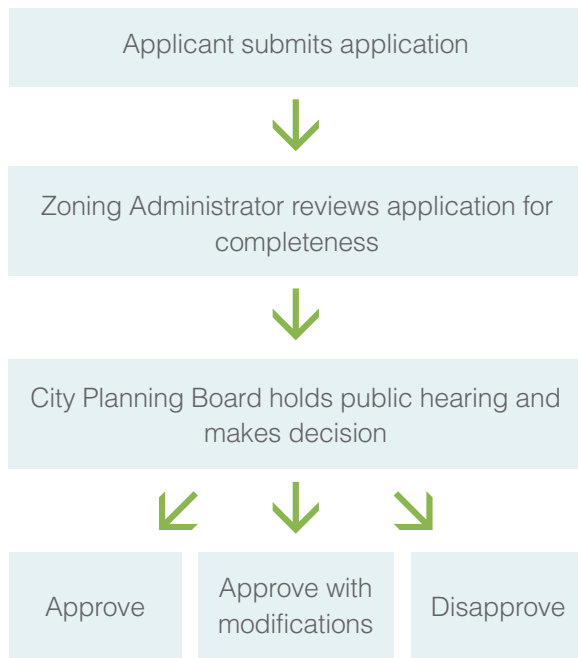 Applicant submits application
Zoning Administrator reviews application for
completeness
City Planning Board holds public hearing and
makes decision
Approve
Approve with
modifications
Disapprove